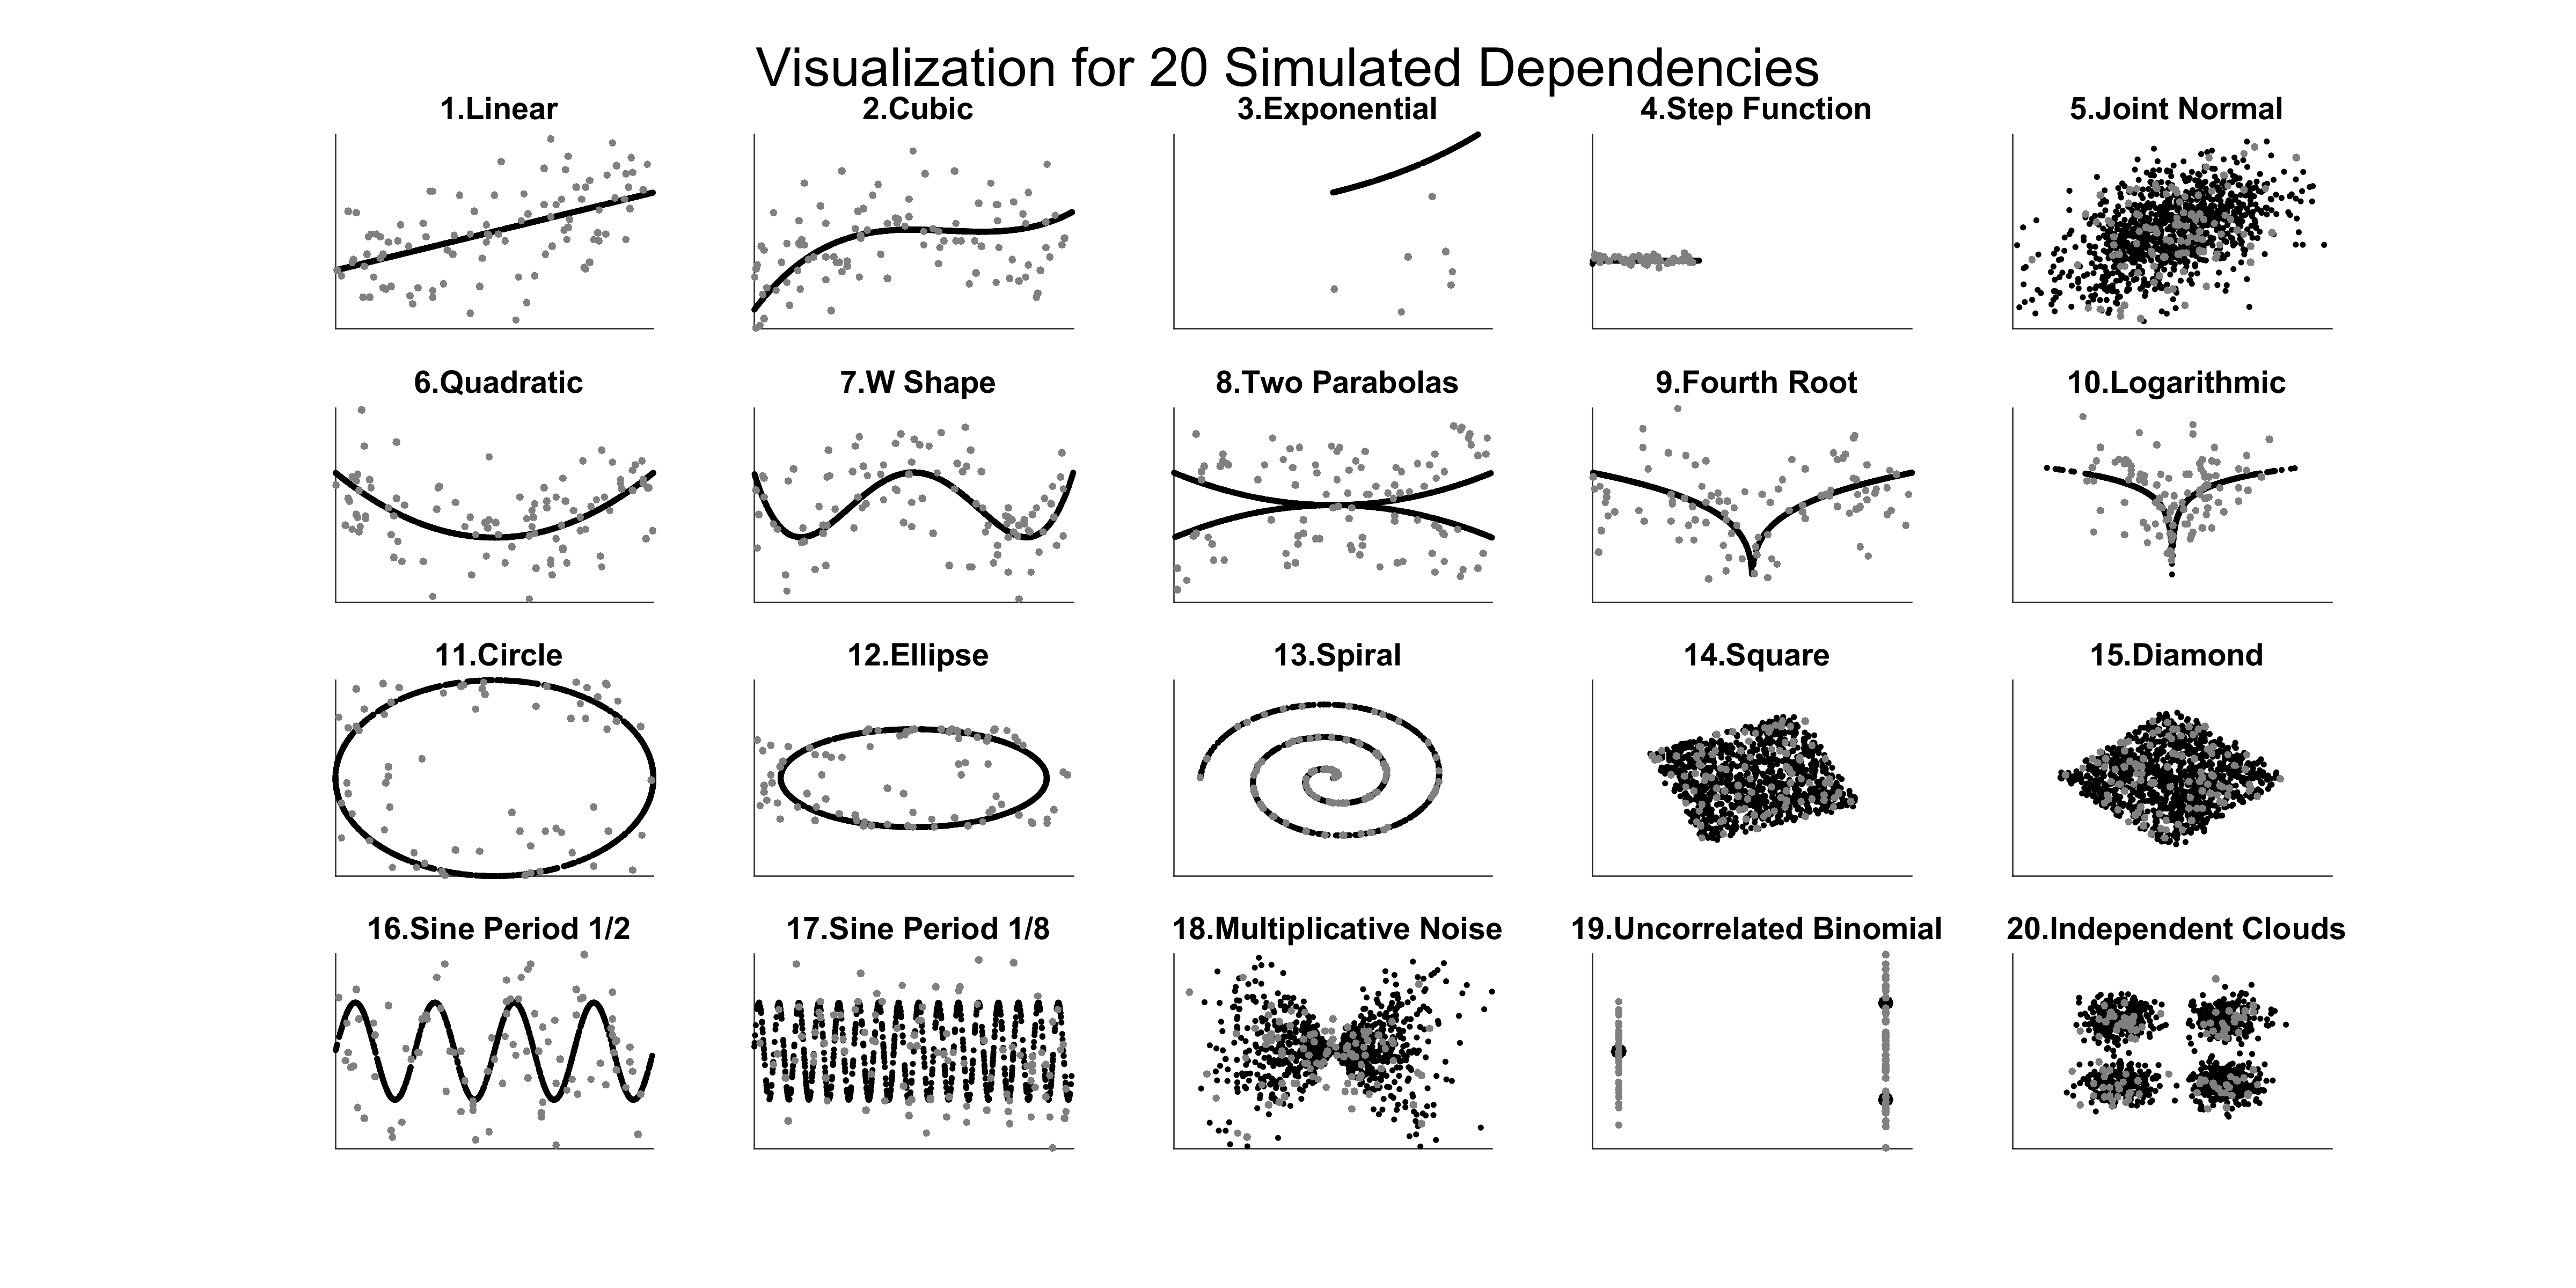 Visualization for 20 Simulated Dependencies
1.Linear
2.Cubic
3.Exponential
4.Step Function
5.Joint Normal
6.Quadratic
7.W Shape
8.Two Parabolas
9.Fourth Root
10.Logarithmic
11.Circle
12.Ellipse
13.Spiral
14.Square
15.Diamond
16.Sine Period 1/2
17.Sine Period 1/8
18.Multiplicative Noise
19.Uncorrelated Binomial
20.Independent Clouds